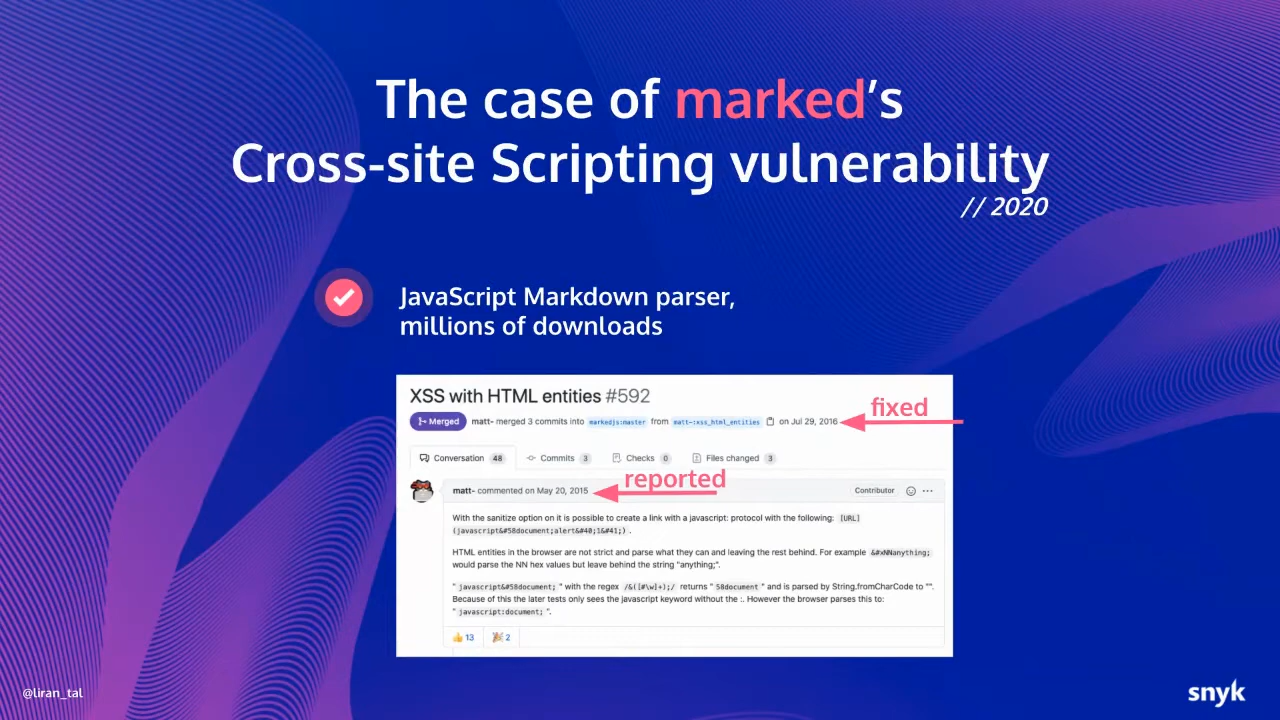 The case of marked's
Cross-site Scripting vulnerability
// 2020
JavaScript Markdown parser,
millions of downloads
XSS with HTML entities #592
fixed
Merged matt- merged 3 commits into markedjs:master from matt-:xss_html_entities on Jul 29, 2016
Conversation 48 Commits 3 Checks 0 Files changed 3
reported
matt- commented on May 20, 2015 Contributor
With the sanitize option on it is possible to create a link with a javascript: protocol with the following: [URL]
(javascript&#58document;alert&#40;1&#41;) .
HTML entities in the browser are not strict and parse what they can and leaving the rest behind. For example &#xNNanything;
would parse the NN hex values but leave behind the string "anything;".
" javascript&#58document; " with the regex /&([#\w]+);/ returns " 58document " and is parsed by String.fromCharCode to "".
Because of this the later tests only sees the javascript keyword without the :. However the browser parses this to:
" javascript:document; ".
13 2
@liran_tal
snyk